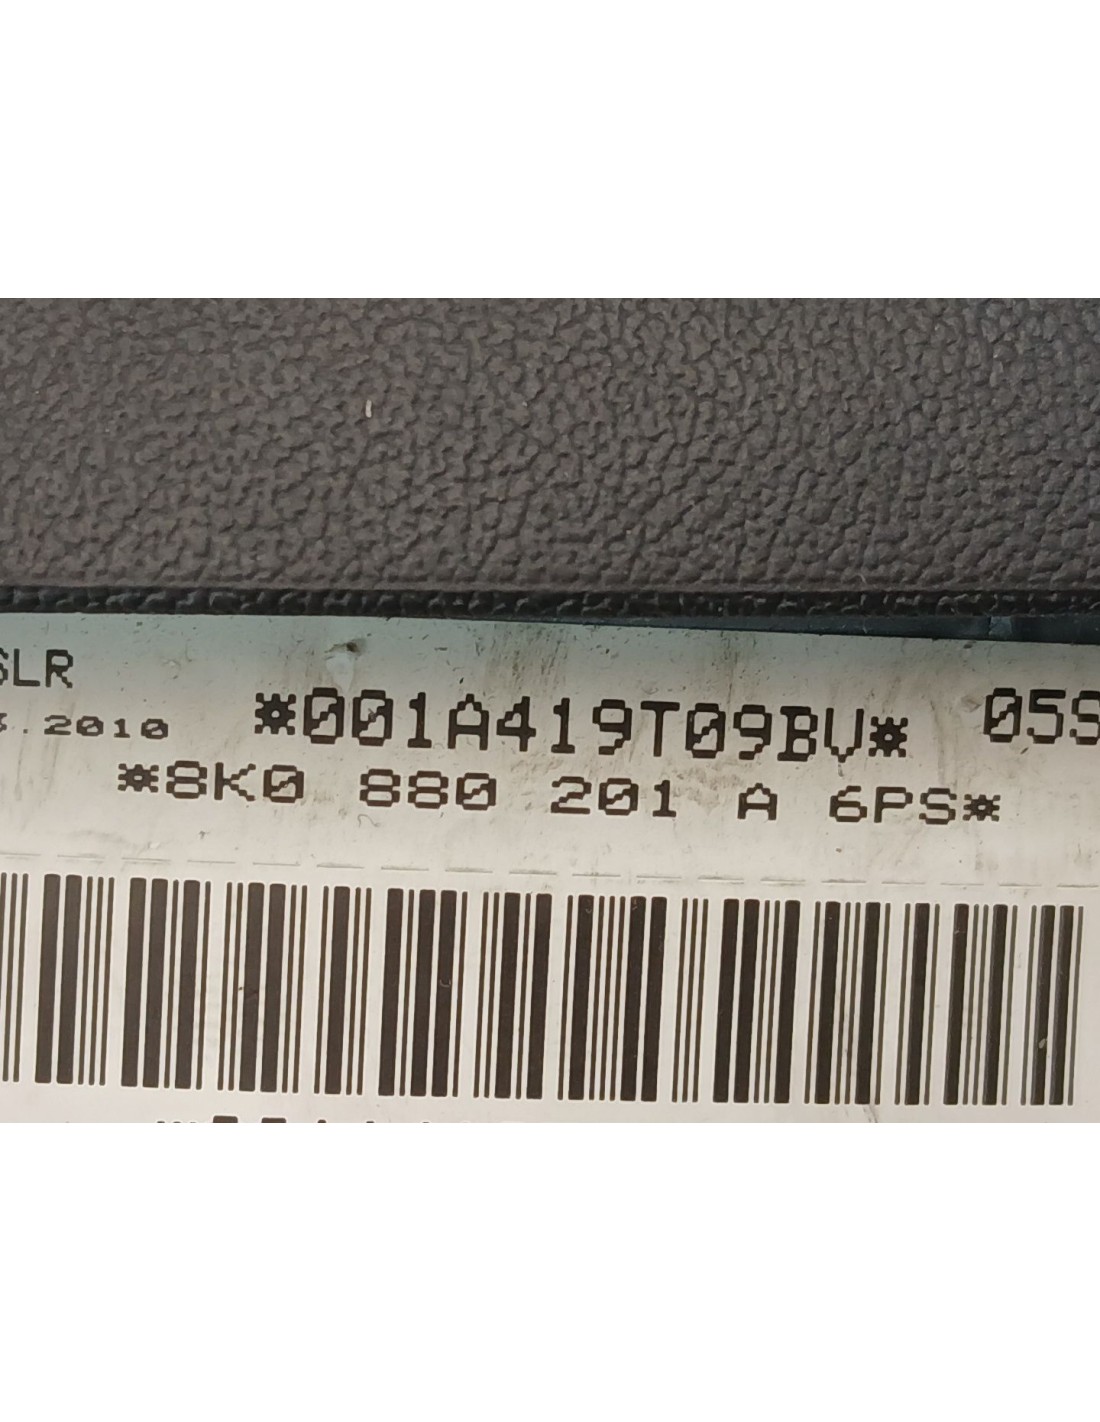 SLR
.2010 *001A419T09BV* 05S
*8K0 880 201 A 6PS*